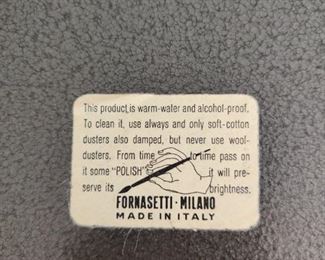 This product is warm-water and alcohol-proof.
To clean it, use always and only soft-cotton
dusters also damped, but never use wool-
dusters. From time to time pass on
it some "POLISH" it will pre-
serve its brightness.
FORNASETTI · MILANO
MADE IN ITALY